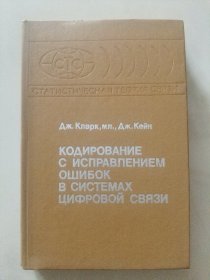 СТАТИСТИЧЕСКАЯ ТЕОРИЯ СВЯЗИ
Дж. Кларк, мл., Дж. Кейн
КОДИРОВАНИЕ
С ИСПРАВЛЕНИЕМ
ОШИБОК
В СИСТЕМАХ
ЦИФРОВОЙ СВЯЗИ